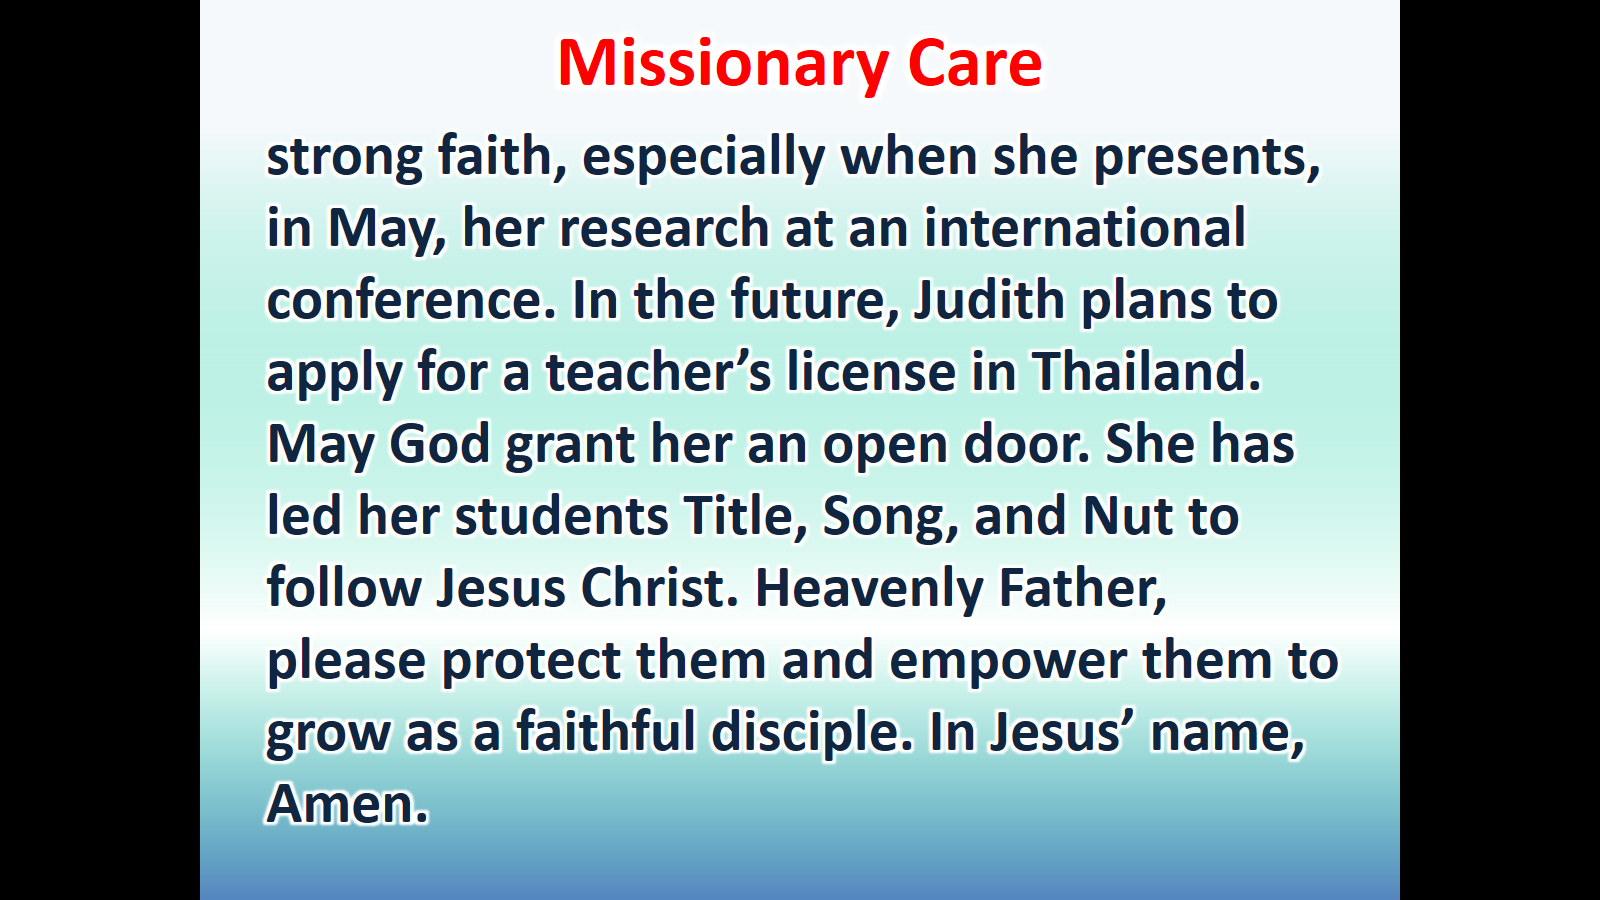 Missionary Care
strong faith, especially when she presents,
in May, her research at an international
conference. In the future, Judith plans to
apply for a teacher’s license in Thailand.
May God grant her an open door. She has
led her students Title, Song, and Nut to
follow Jesus Christ. Heavenly Father,
please protect them and empower them to
grow as a faithful disciple. In Jesus’ name,
Amen.